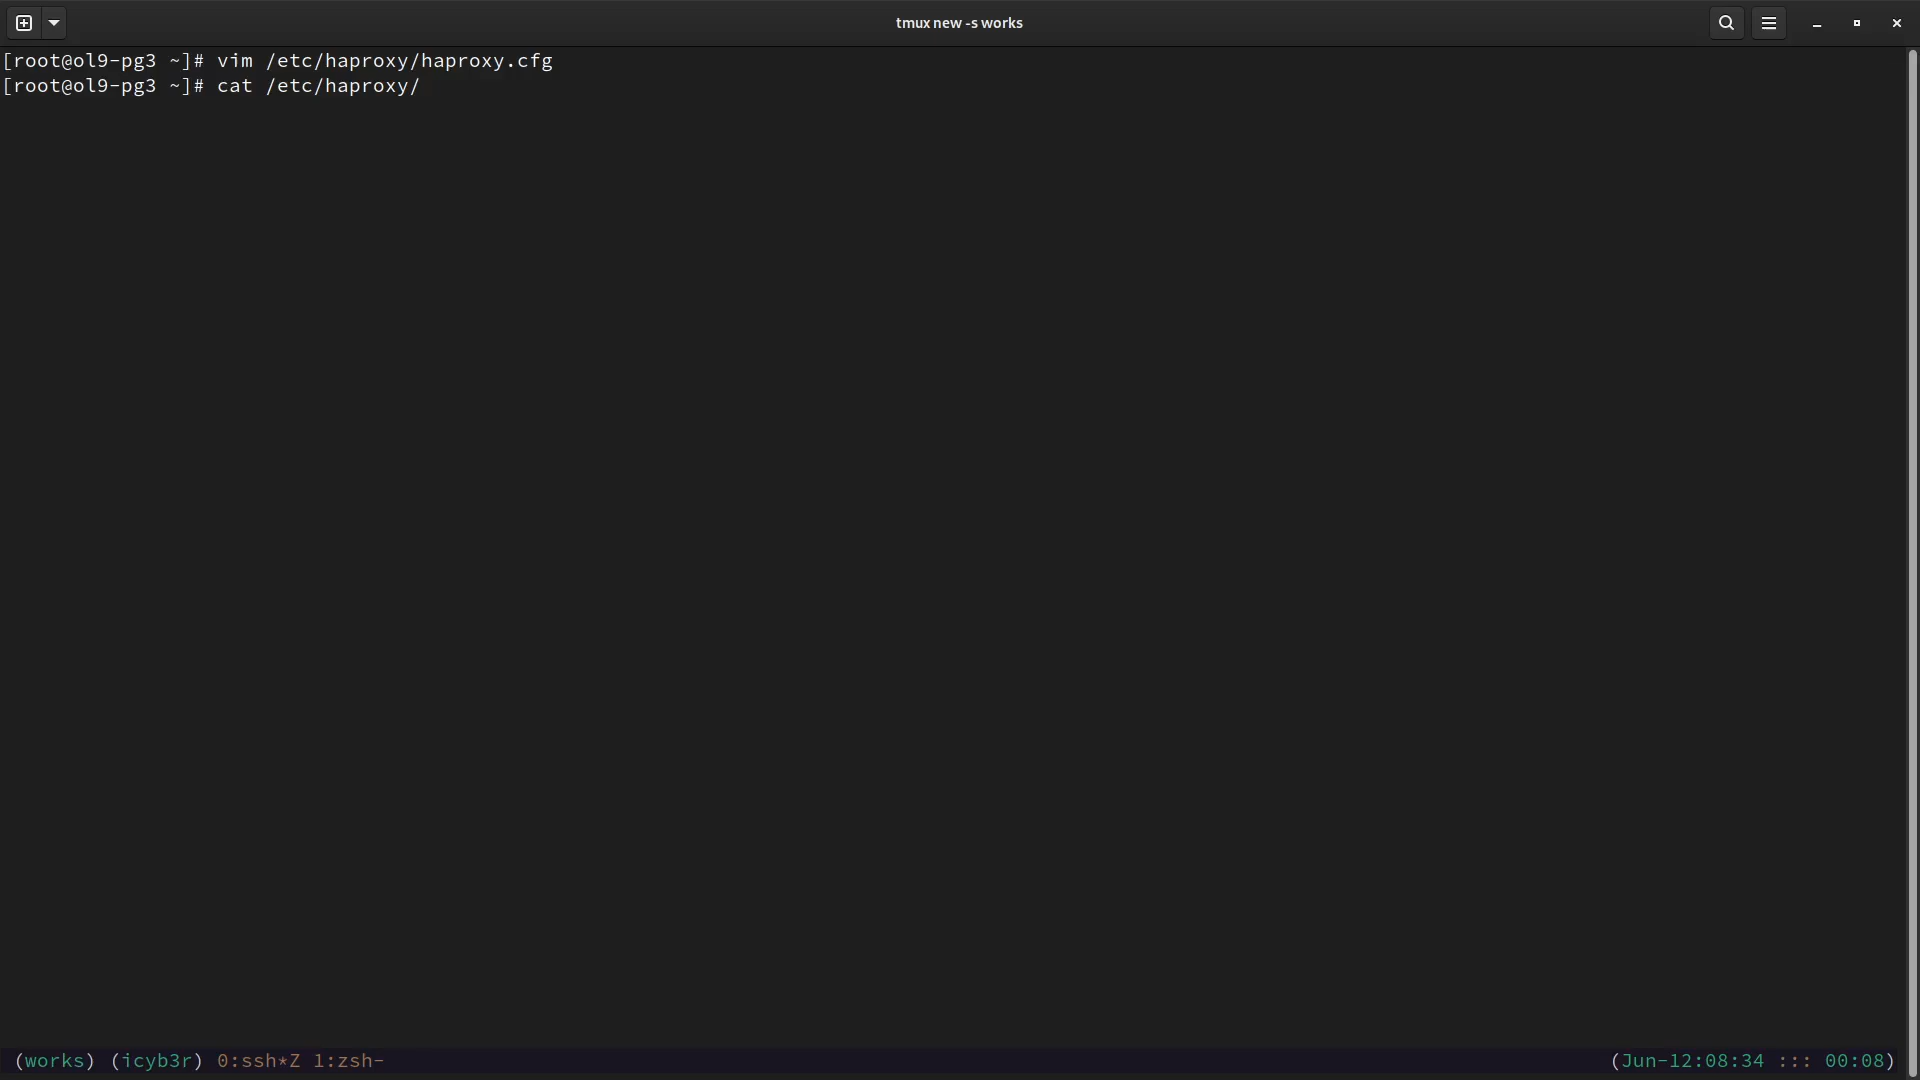 tmux new -s works
[root@ol9-pg3 ~]# vim /etc/haproxy/haproxy.cfg
[root@ol9-pg3 ~]# cat /etc/haproxy/
(works) (icyb3r) 0:ssh*Z 1:zsh- (Jun-12:08:34 ::: 00:08)